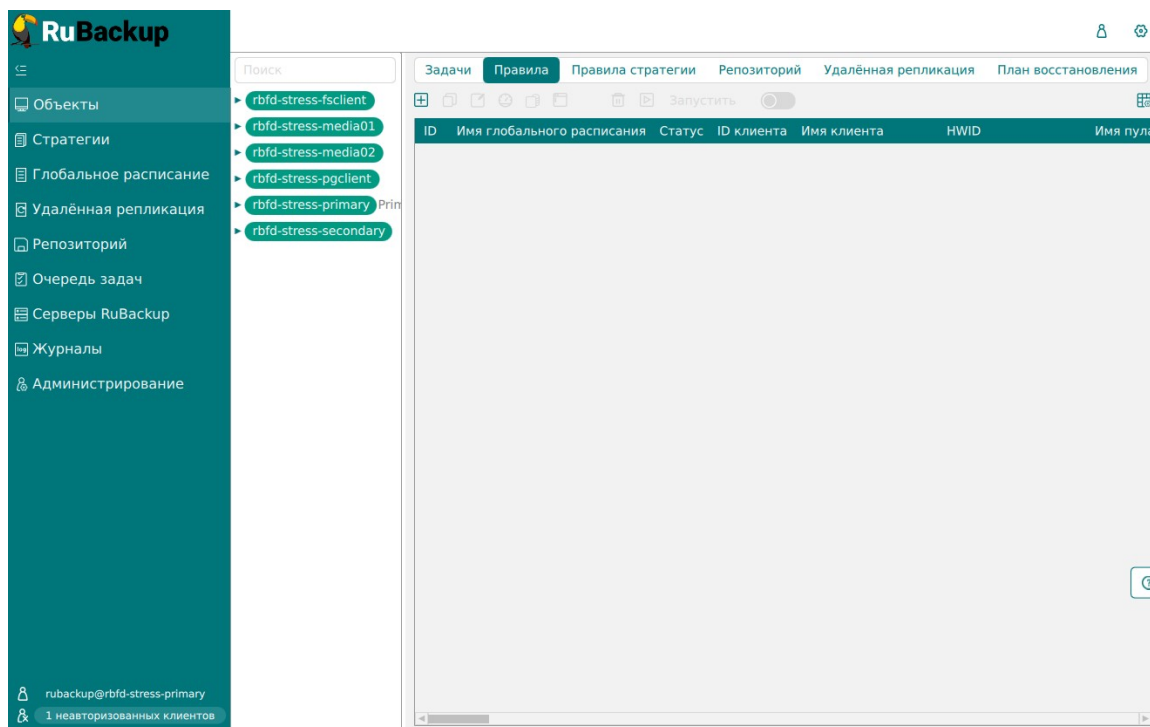 RuBackup
Объекты
Стратегии
Глобальное расписание
Удалённая репликация
Репозиторий
Очередь задач
Серверы RuBackup
Журналы
Администрирование
rubackup@rbfd-stress-primary
1 неавторизованных клиентов
Поиск
rbfd-stress-fsclient
rbfd-stress-media01
rbfd-stress-media02
rbfd-stress-pgclient
rbfd-stress-primary Prim
rbfd-stress-secondary
Задачи Правила Правила стратегии Репозиторий Удалённая репликация План восстановления
Запустить
ID Имя глобального расписания Статус ID клиента Имя клиента HWID Имя пула